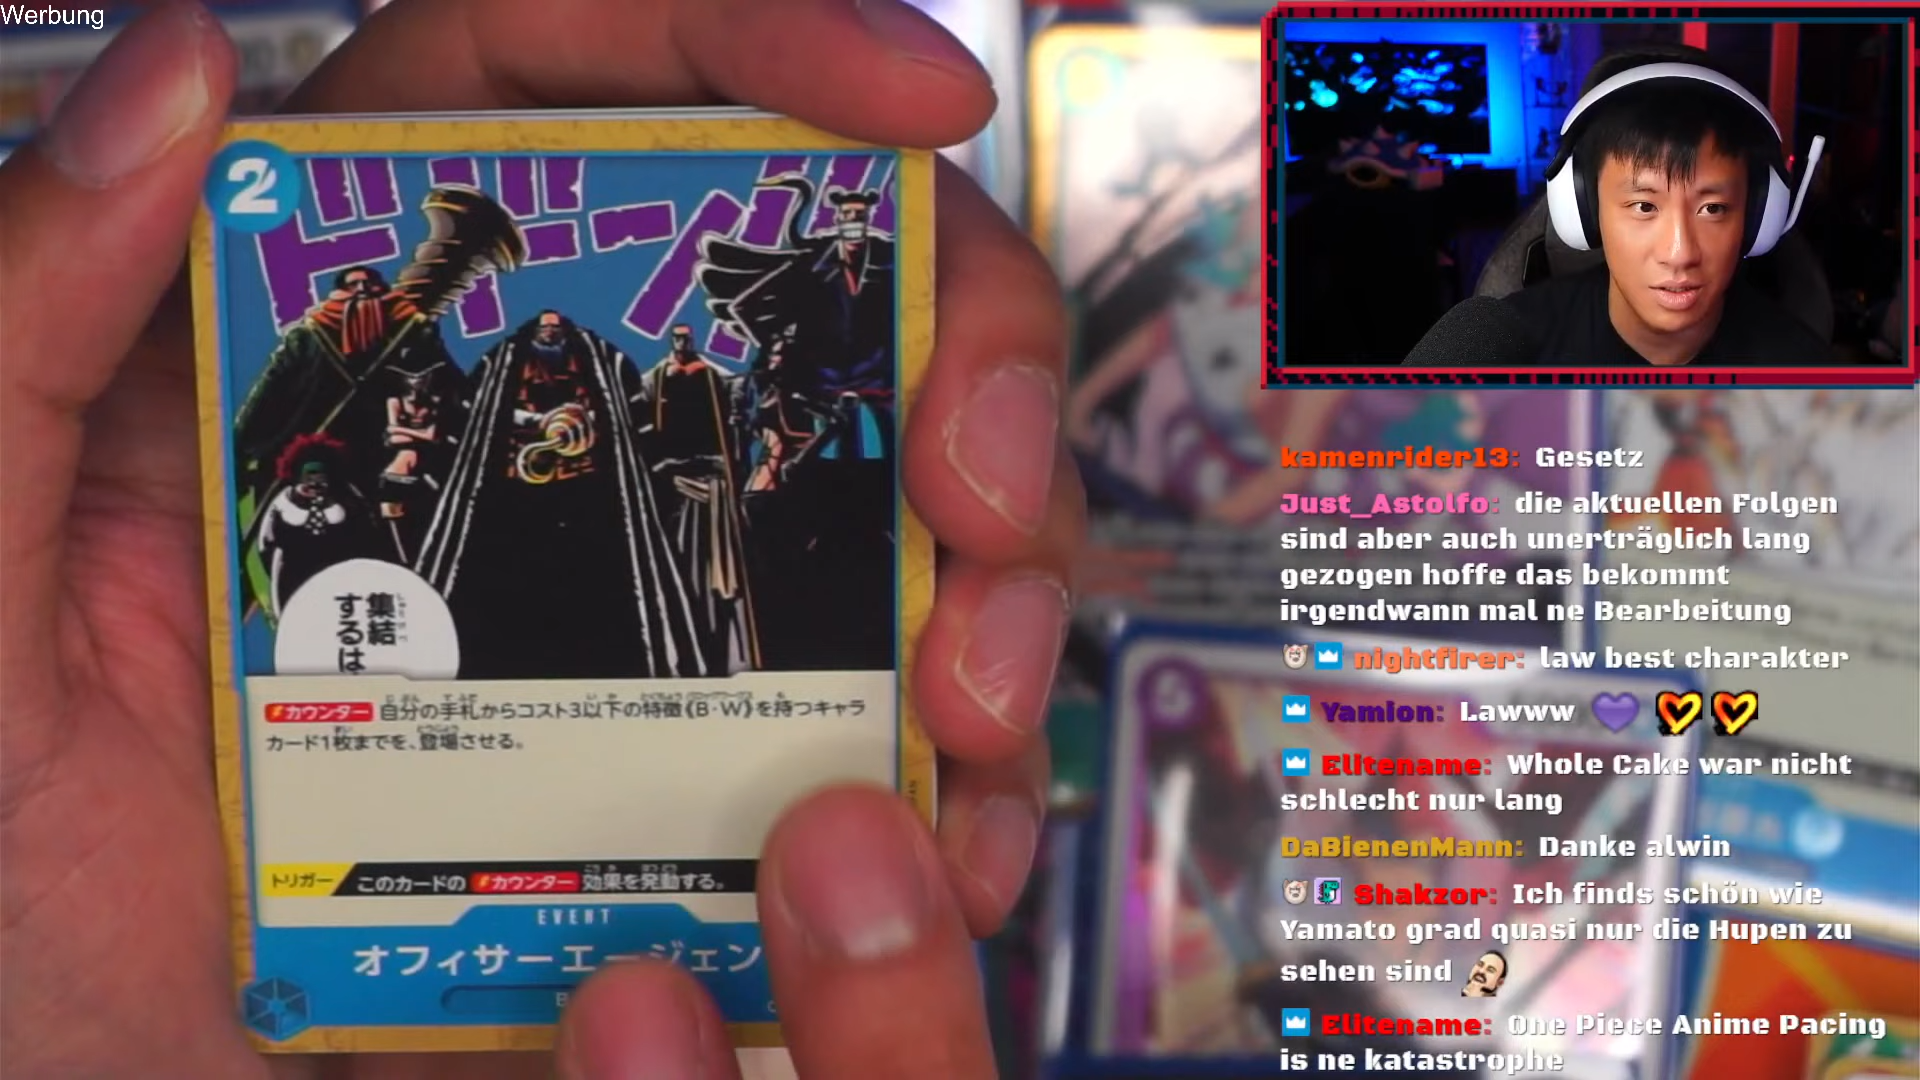 Werbung
2
ドドーン
集結
するは
カウンター 自分の手札からコスト3以下の特徴《B・W》を持つキャラ
カード1枚までを、登場させる。
トリガー このカードの カウンター 効果を発動する。
EVENT
オフィサーエージェン
kamenrider13: Gesetz
Just_Astolfo: die aktuellen Folgen
sind aber auch unerträglich lang
gezogen hoffe das bekommt
irgendwann mal ne Bearbeitung
nightfirer: law best charakter
Yamion: Lawww
Elitename: Whole Cake war nicht
schlecht nur lang
DaBienenMann: Danke alwin
Shakzor: Ich finds schön wie
Yamato grad quasi nur die Hupen zu
sehen sind
Elitename: One Piece Anime Pacing
is ne katastrophe